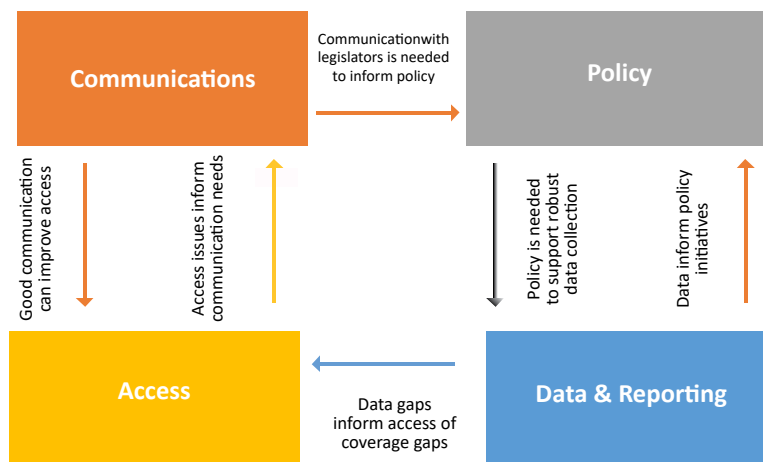 Communicationwith
legislators is needed
to inform policy
Communications
Policy
Good communication
can improve access
Access issues inform
communication needs
Policy is needed
to support robust
data collection
Data inform policy
initiatives
Access
Data & Reporting
Data gaps
inform access of
coverage gaps